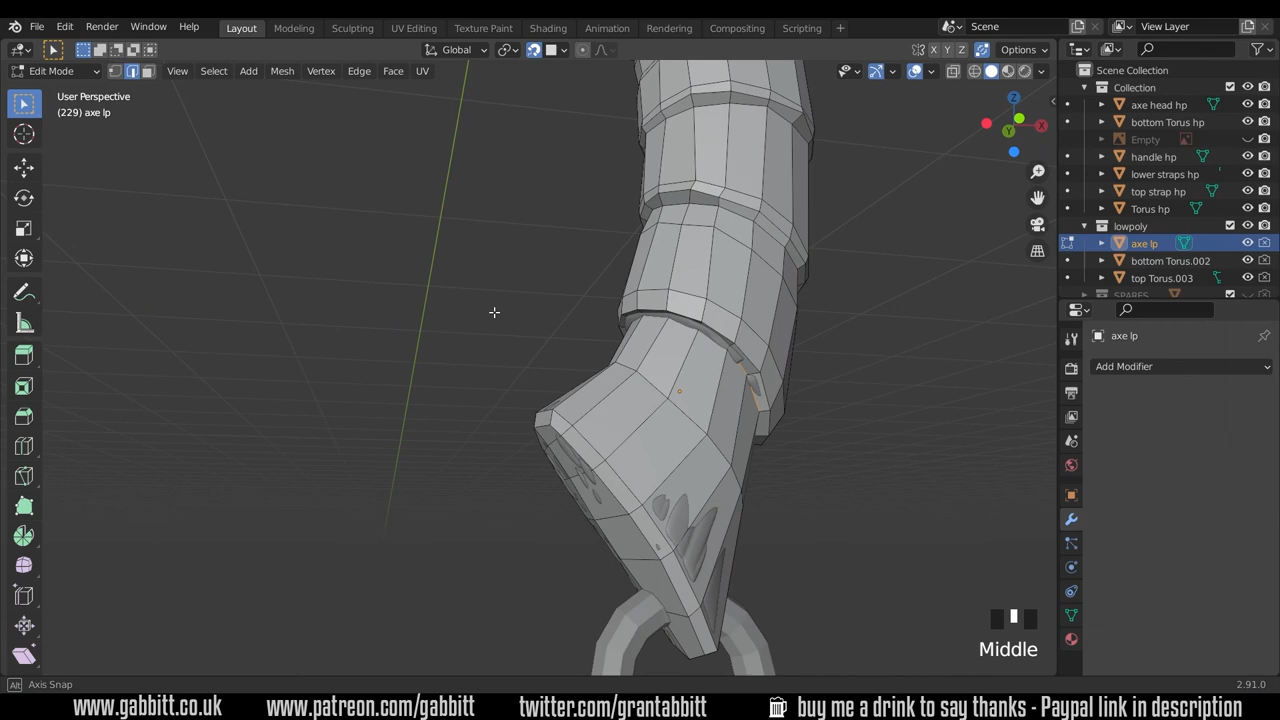 File Edit Render Window Help Layout Modeling Sculpting UV Editing Texture Paint Shading Animation Rendering Compositing Scripting + Scene View Layer
Global X Y Z Options
Edit Mode View Select Add Mesh Vertex Edge Face UV
Scene Collection
Collection
axe head hp
bottom Torus hp
Empty
handle hp
lower straps hp
top strap hp
Torus hp
lowpoly
axe lp
bottom Torus.002
top Torus.003
SPARES
User Perspective
(229) axe lp
Z
X
Y
axe lp
Add Modifier
Middle
Alt Axis Snap 2.91.0
www.gabbitt.co.uk www.patreon.com/gabbitt twitter.com/grantabbitt buy me a drink to say thanks - Paypal link in description